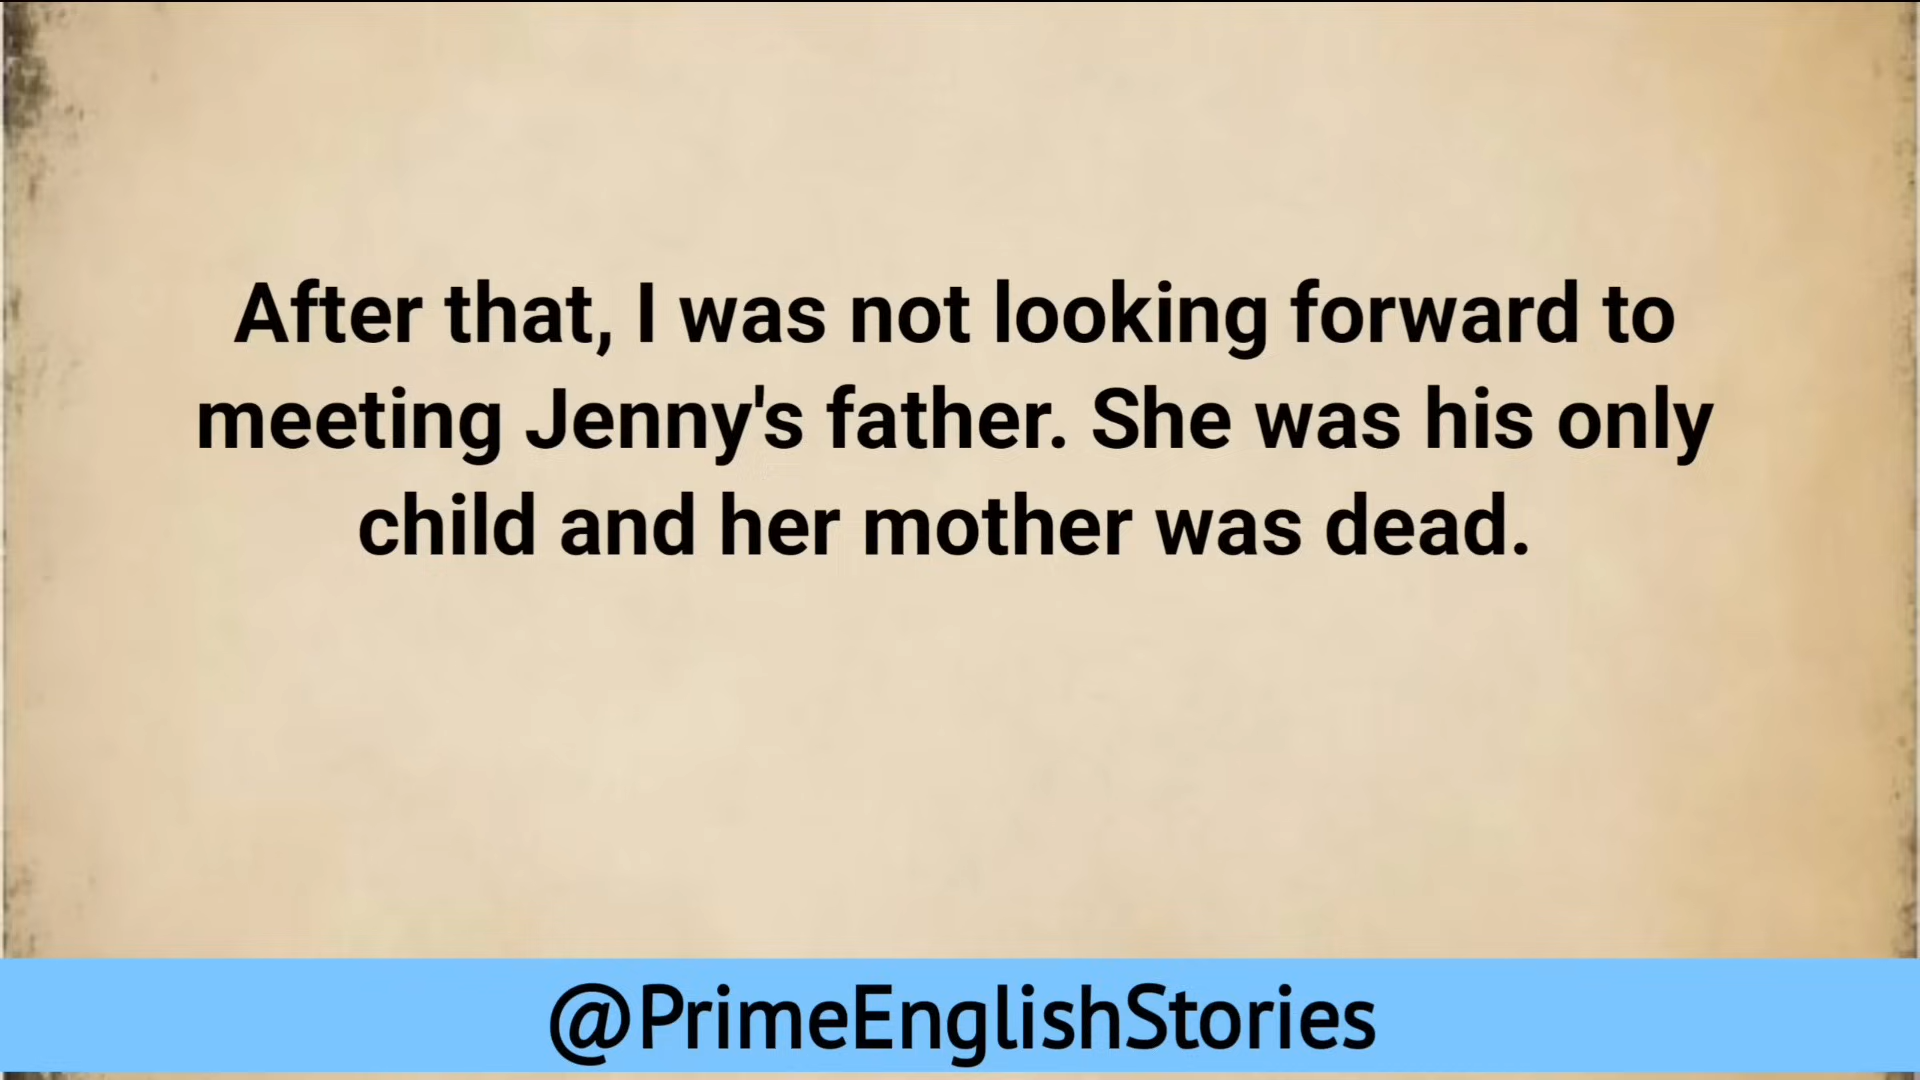 After that, I was not looking forward to
meeting Jenny's father. She was his only
child and her mother was dead.
@PrimeEnglishStories